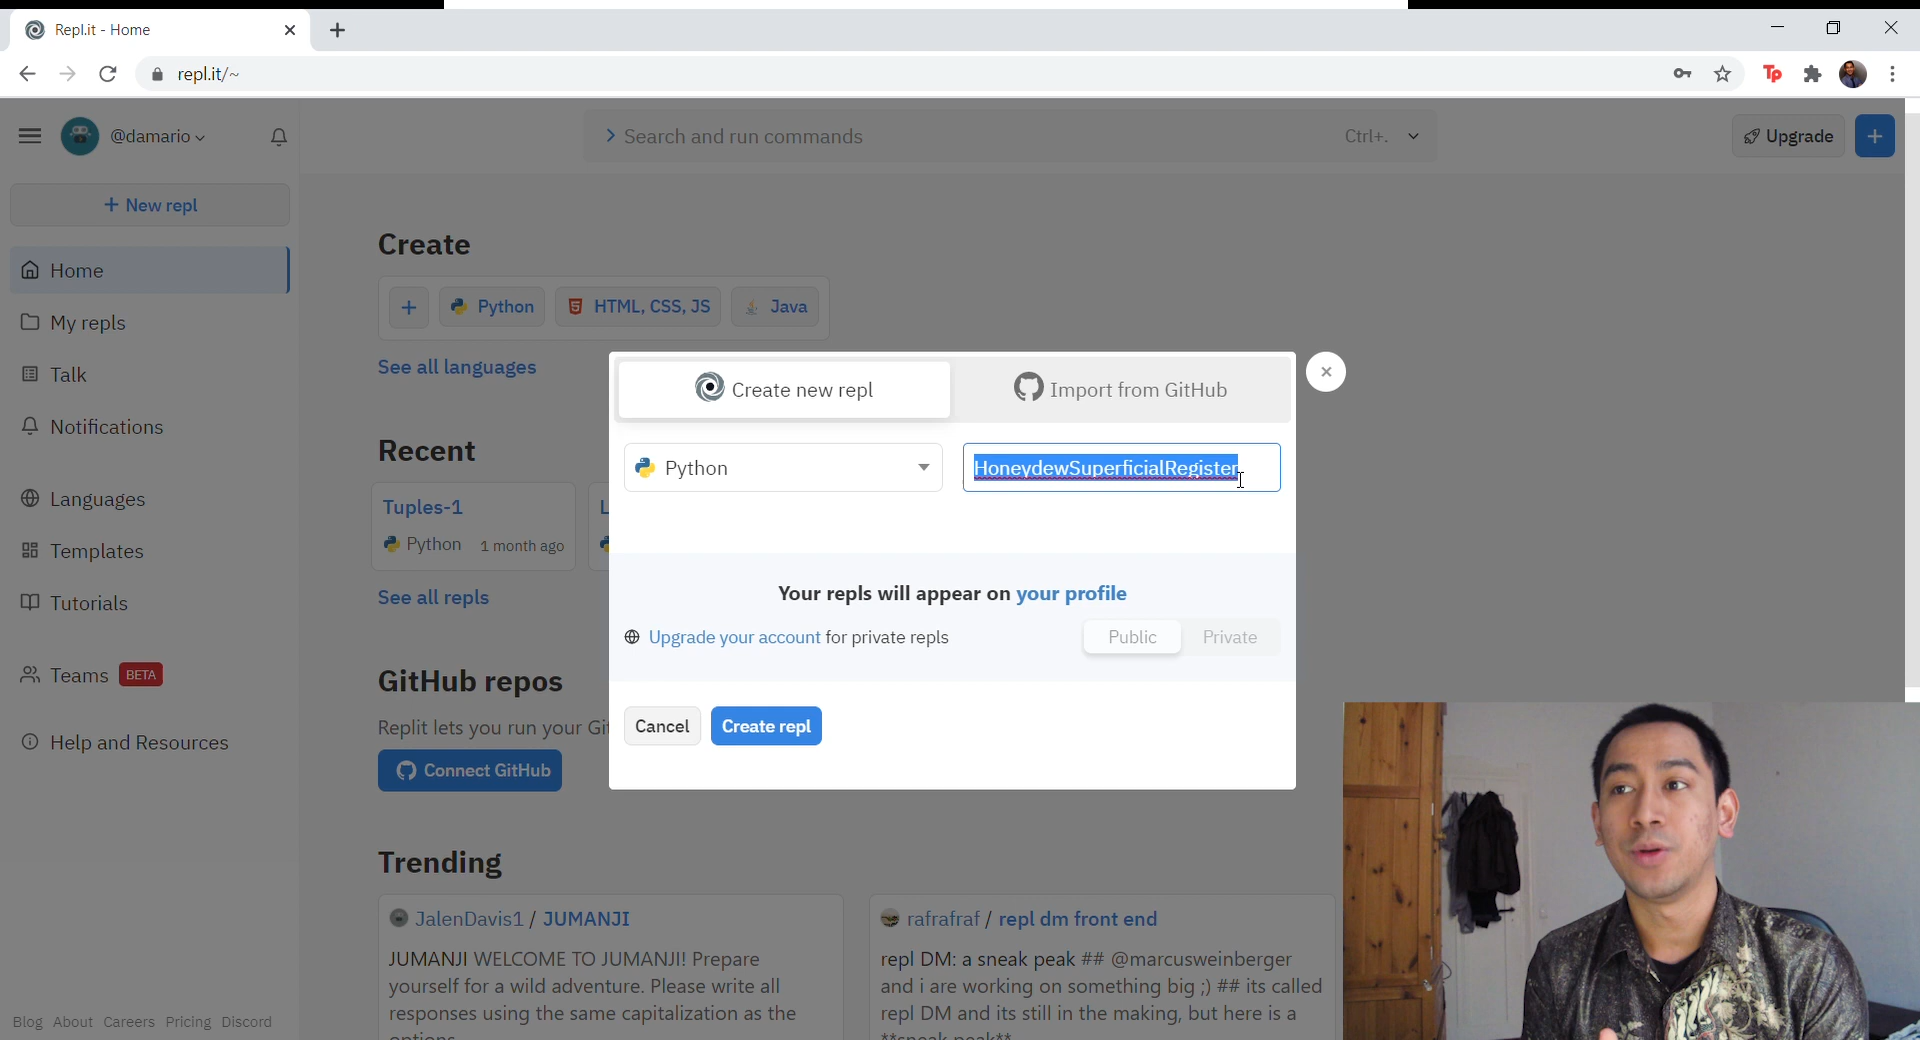 Repl.it - Home
repl.it/~
@damario
Search and run commands
Ctrl+.
Upgrade
+ New repl
Home
My repls
Talk
Notifications
Languages
Templates
Tutorials
Teams BETA
Help and Resources
Blog About Careers Pricing Discord
Create
Python
HTML, CSS, JS
Java
See all languages
Recent
Tuples-1
Python 1 month ago
L
See all repls
GitHub repos
Replit lets you run your Gi
Connect GitHub
Create new repl
Import from GitHub
Python
HoneydewSuperficialRegister
Your repls will appear on your profile
Upgrade your account for private repls
Public
Private
Cancel
Create repl
Trending
JalenDavis1 / JUMANJI
JUMANJI WELCOME TO JUMANJI! Prepare
yourself for a wild adventure. Please write all
responses using the same capitalization as the
rafrafraf / repl dm front end
repl DM: a sneak peak ## @marcusweinberger
and i are working on something big ;) ## its called
repl DM and its still in the making, but here is a
**sneak peak**
Tp